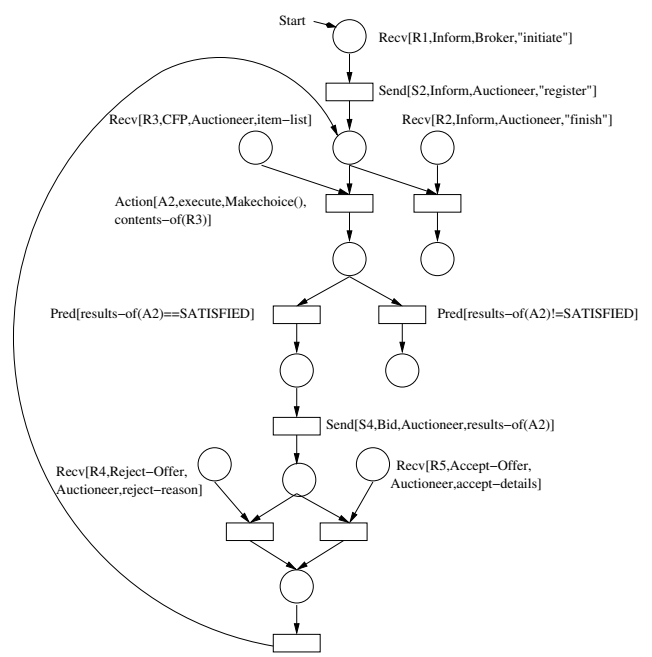 Start
Recv[R1,Inform,Broker,"initiate"]
Send[S2,Inform,Auctioneer,"register"]
Recv[R3,CFP,Auctioneer,item−list]
Recv[R2,Inform,Auctioneer,"finish"]
Action[A2,execute,Makechoice(),
contents−of(R3)]
Pred[results−of(A2)==SATISFIED]
Pred[results−of(A2)!=SATISFIED]
Send[S4,Bid,Auctioneer,results−of(A2)]
Recv[R4,Reject−Offer,
Auctioneer,reject−reason]
Recv[R5,Accept−Offer,
Auctioneer,accept−details]